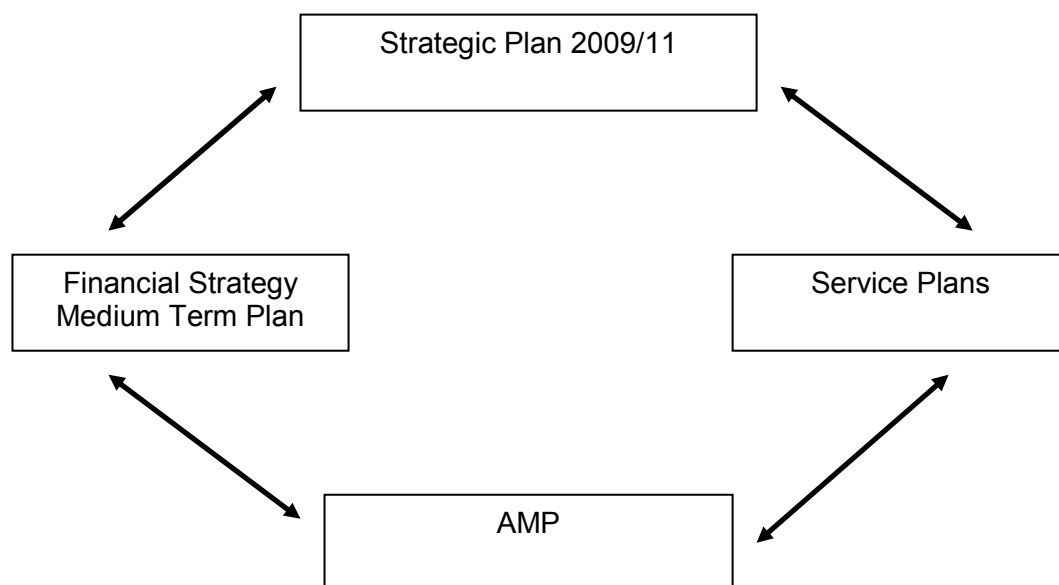 Strategic Plan 2009/11
Financial Strategy
Medium Term Plan
Service Plans
AMP